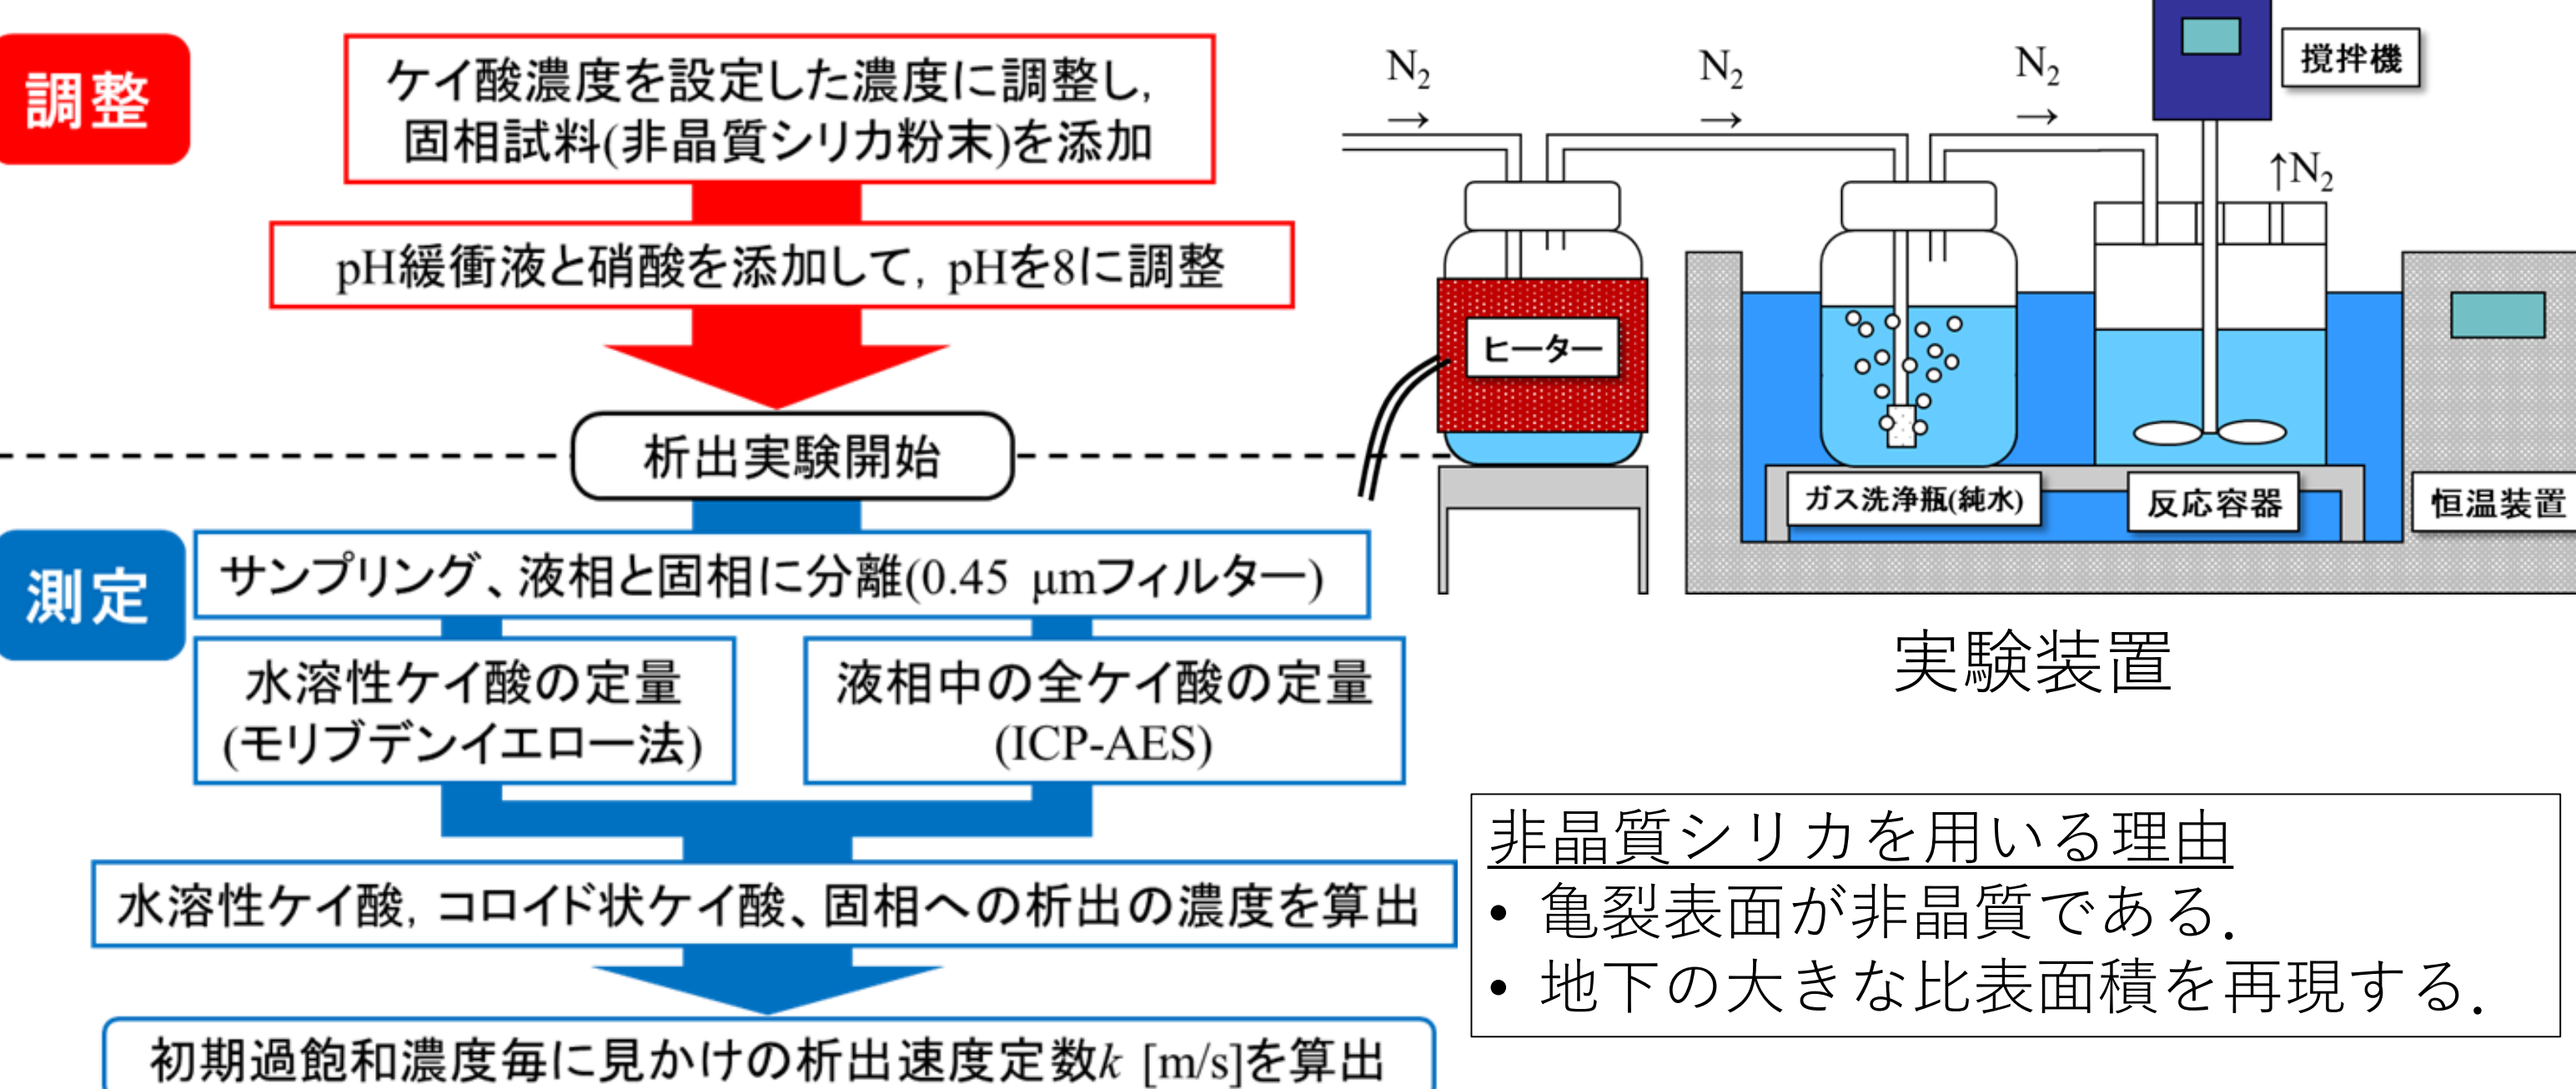 調整
ケイ酸濃度を設定した濃度に調整し,
固相試料(非晶質シリカ粉末)を添加
pH緩衝液と硝酸を添加して, pHを8に調整
析出実験開始
測定
サンプリング、液相と固相に分離(0.45 μmフィルター)
水溶性ケイ酸の定量
(モリブデンイエロー法)
液相中の全ケイ酸の定量
(ICP-AES)
水溶性ケイ酸, コロイド状ケイ酸、固相への析出の濃度を算出
初期過飽和濃度毎に見かけの析出速度定数k [m/s]を算出
N₂
→
N₂
→
N₂
→
撹拌機
↑N₂
ヒーター
ガス洗浄瓶(純水)
反応容器
恒温装置
実験装置
非晶質シリカを用いる理由
• 亀裂表面が非晶質である.
• 地下の大きな比表面積を再現する.